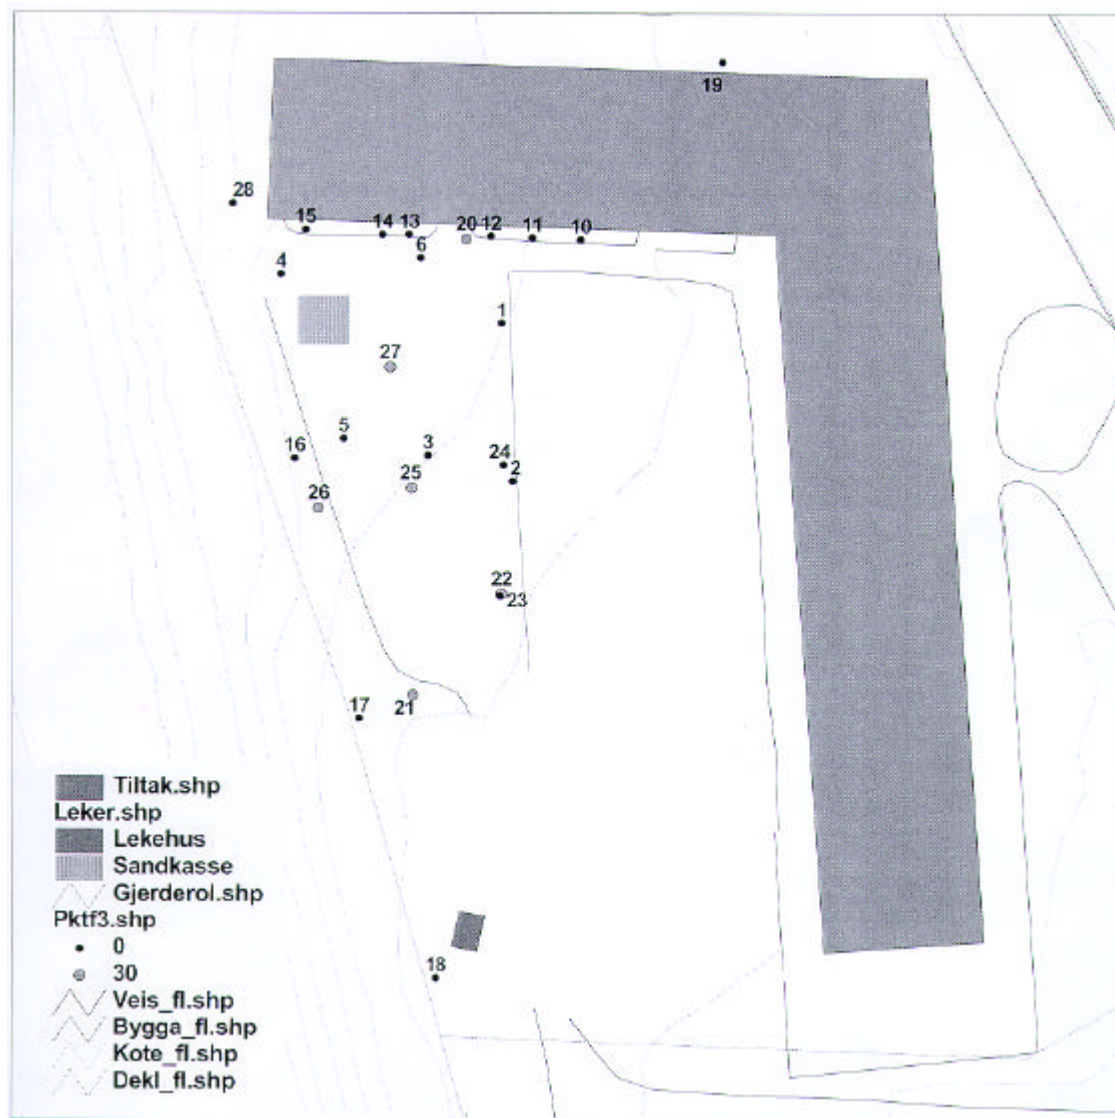 19
28
15
14 13
20 12
11
10
6
4
1
27
5
3
16
24
2
25
26
22
23
21
17
18
Tiltak.shp
Leker.shp
Lekehus
Sandkasse
Gjerderol.shp
Pktf3.shp
0
30
Veis_fl.shp
Bygga_fl.shp
Kote_fl.shp
Dekl_fl.shp